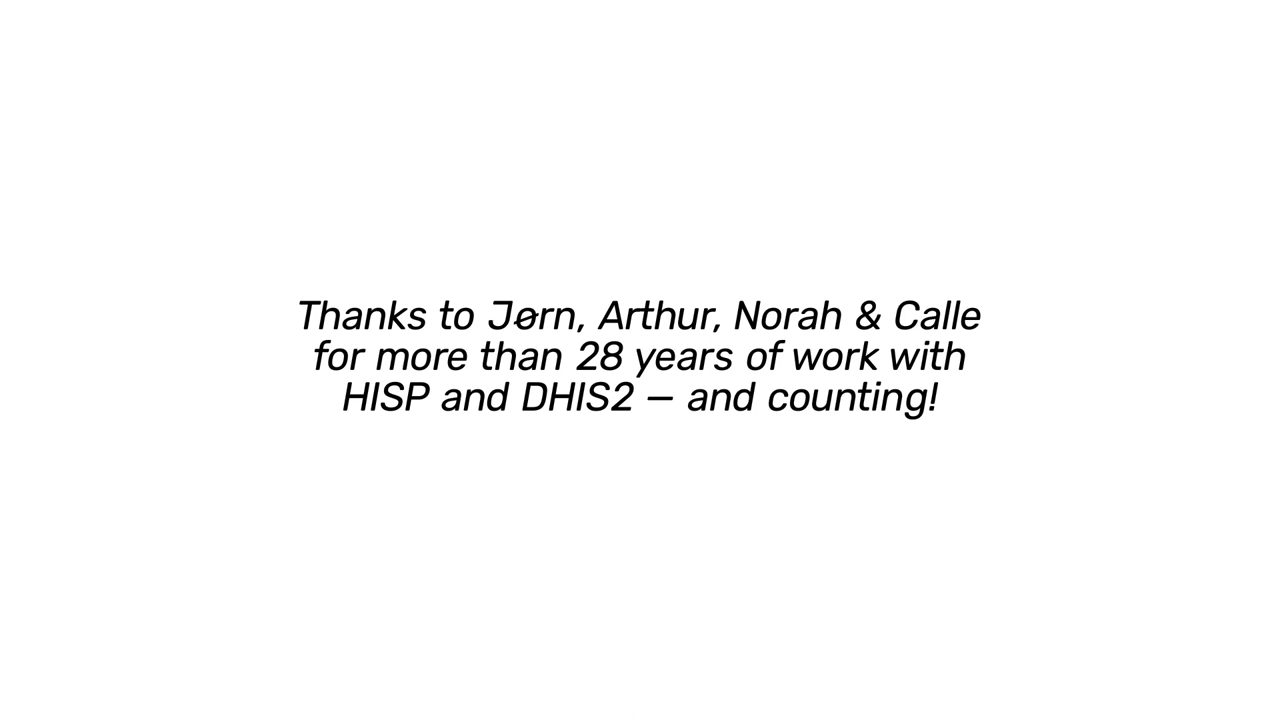 Thanks to Jørn, Arthur, Norah & Calle
for more than 28 years of work with
HISP and DHIS2 – and counting!